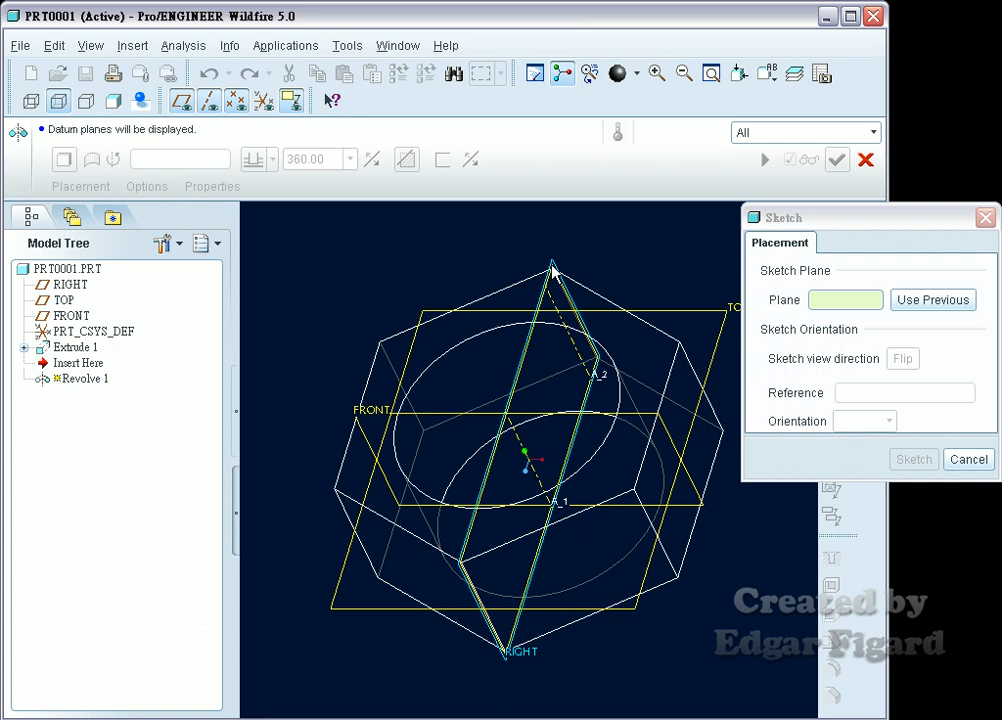 PRT0001 (Active) - Pro/ENGINEER Wildfire 5.0
File Edit View Insert Analysis Info Applications Tools Window Help
Datum planes will be displayed.
All
360.00
Placement Options Properties
Model Tree
PRT0001.PRT
RIGHT
TOP
FRONT
PRT_CSYS_DEF
Extrude 1
Insert Here
Revolve 1
TO
FRONT
A_2
A_1
RIGHT
Sketch
Placement
Sketch Plane
Plane Use Previous
Sketch Orientation
Sketch view direction Flip
Reference
Orientation
Sketch Cancel
Created by
Edgar Figard